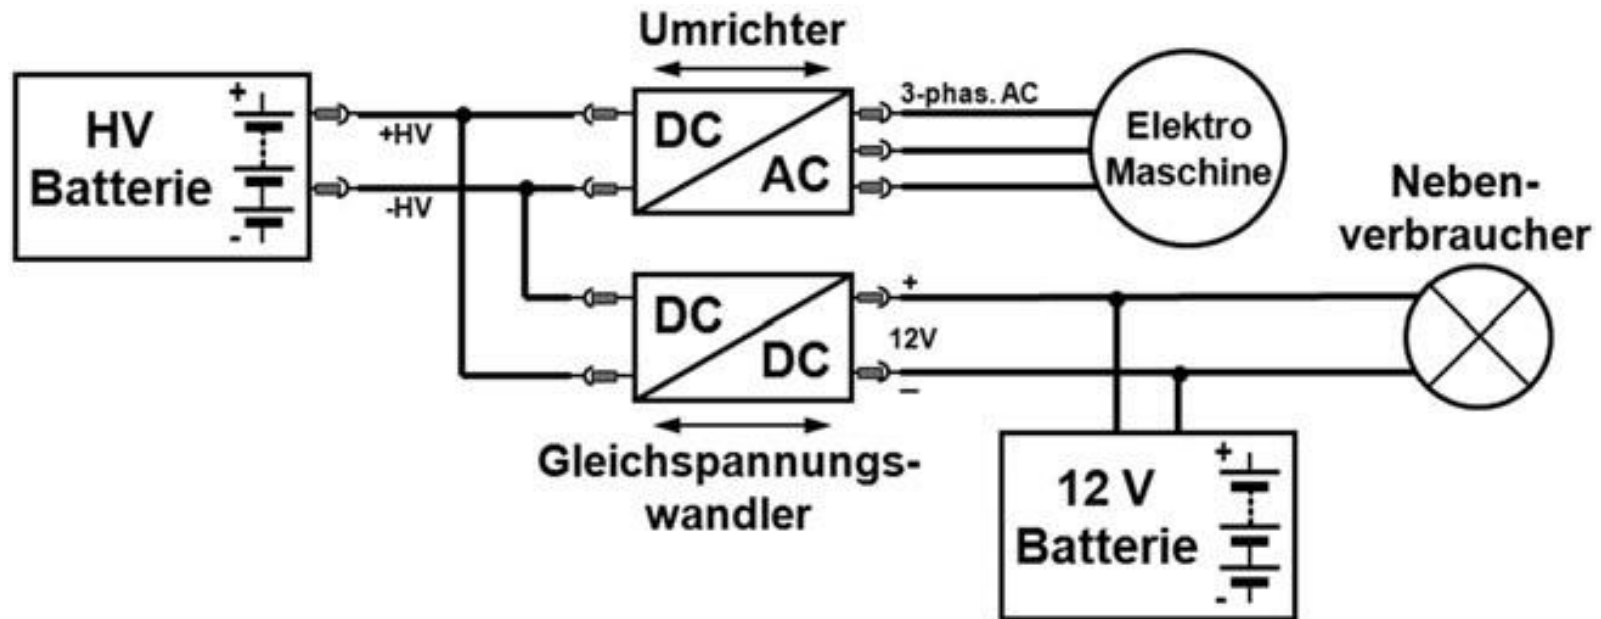 Umrichter
HV
Batterie
+
-
+HV
-HV
DC
AC
3-phas. AC
Elektro
Maschine
DC
DC
+
12V
–
Neben-
verbraucher
Gleichspannungs-
wandler
12 V
Batterie
+
-